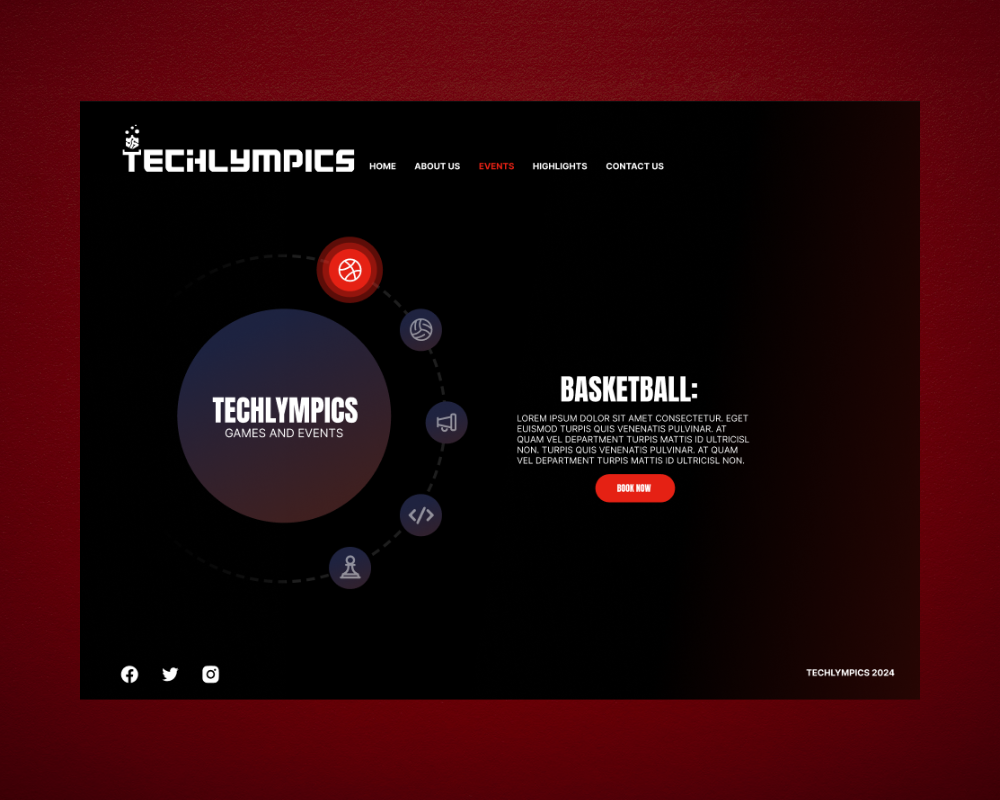 TECHLYMPICS
HOME ABOUT US EVENTS HIGHLIGHTS CONTACT US
TECHLYMPICS
GAMES AND EVENTS
BASKETBALL:
LOREM IPSUM DOLOR SIT AMET CONSECTETUR. EGET
EUISMOD TURPIS QUIS VENENATIS PULVINAR. AT
QUAM VEL DEPARTMENT TURPIS MATTIS ID ULTRICISL
NON. TURPIS QUIS VENENATIS PULVINAR. AT QUAM
VEL DEPARTMENT TURPIS MATTIS ID ULTRICISL NON.
BOOK NOW
TECHLYMPICS 2024